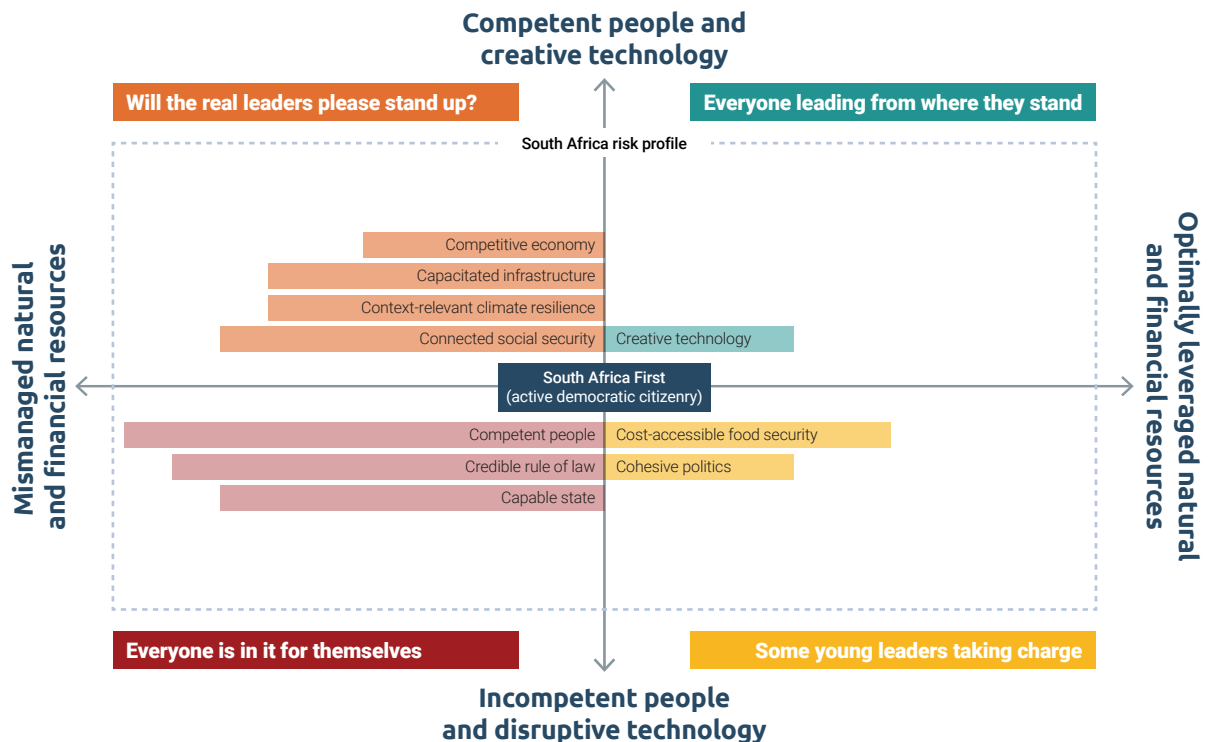 Competent people and
creative technology
Will the real leaders please stand up?
Everyone leading from where they stand
South Africa risk profile
Mismanaged natural
and financial resources
Optimally leveraged natural
and financial resources
Competitive economy
Capacitated infrastructure
Context-relevant climate resilience
Connected social security
Creative technology
South Africa First
(active democratic citizenry)
Competent people
Cost-accessible food security
Credible rule of law
Cohesive politics
Capable state
Everyone is in it for themselves
Some young leaders taking charge
Incompetent people
and disruptive technology